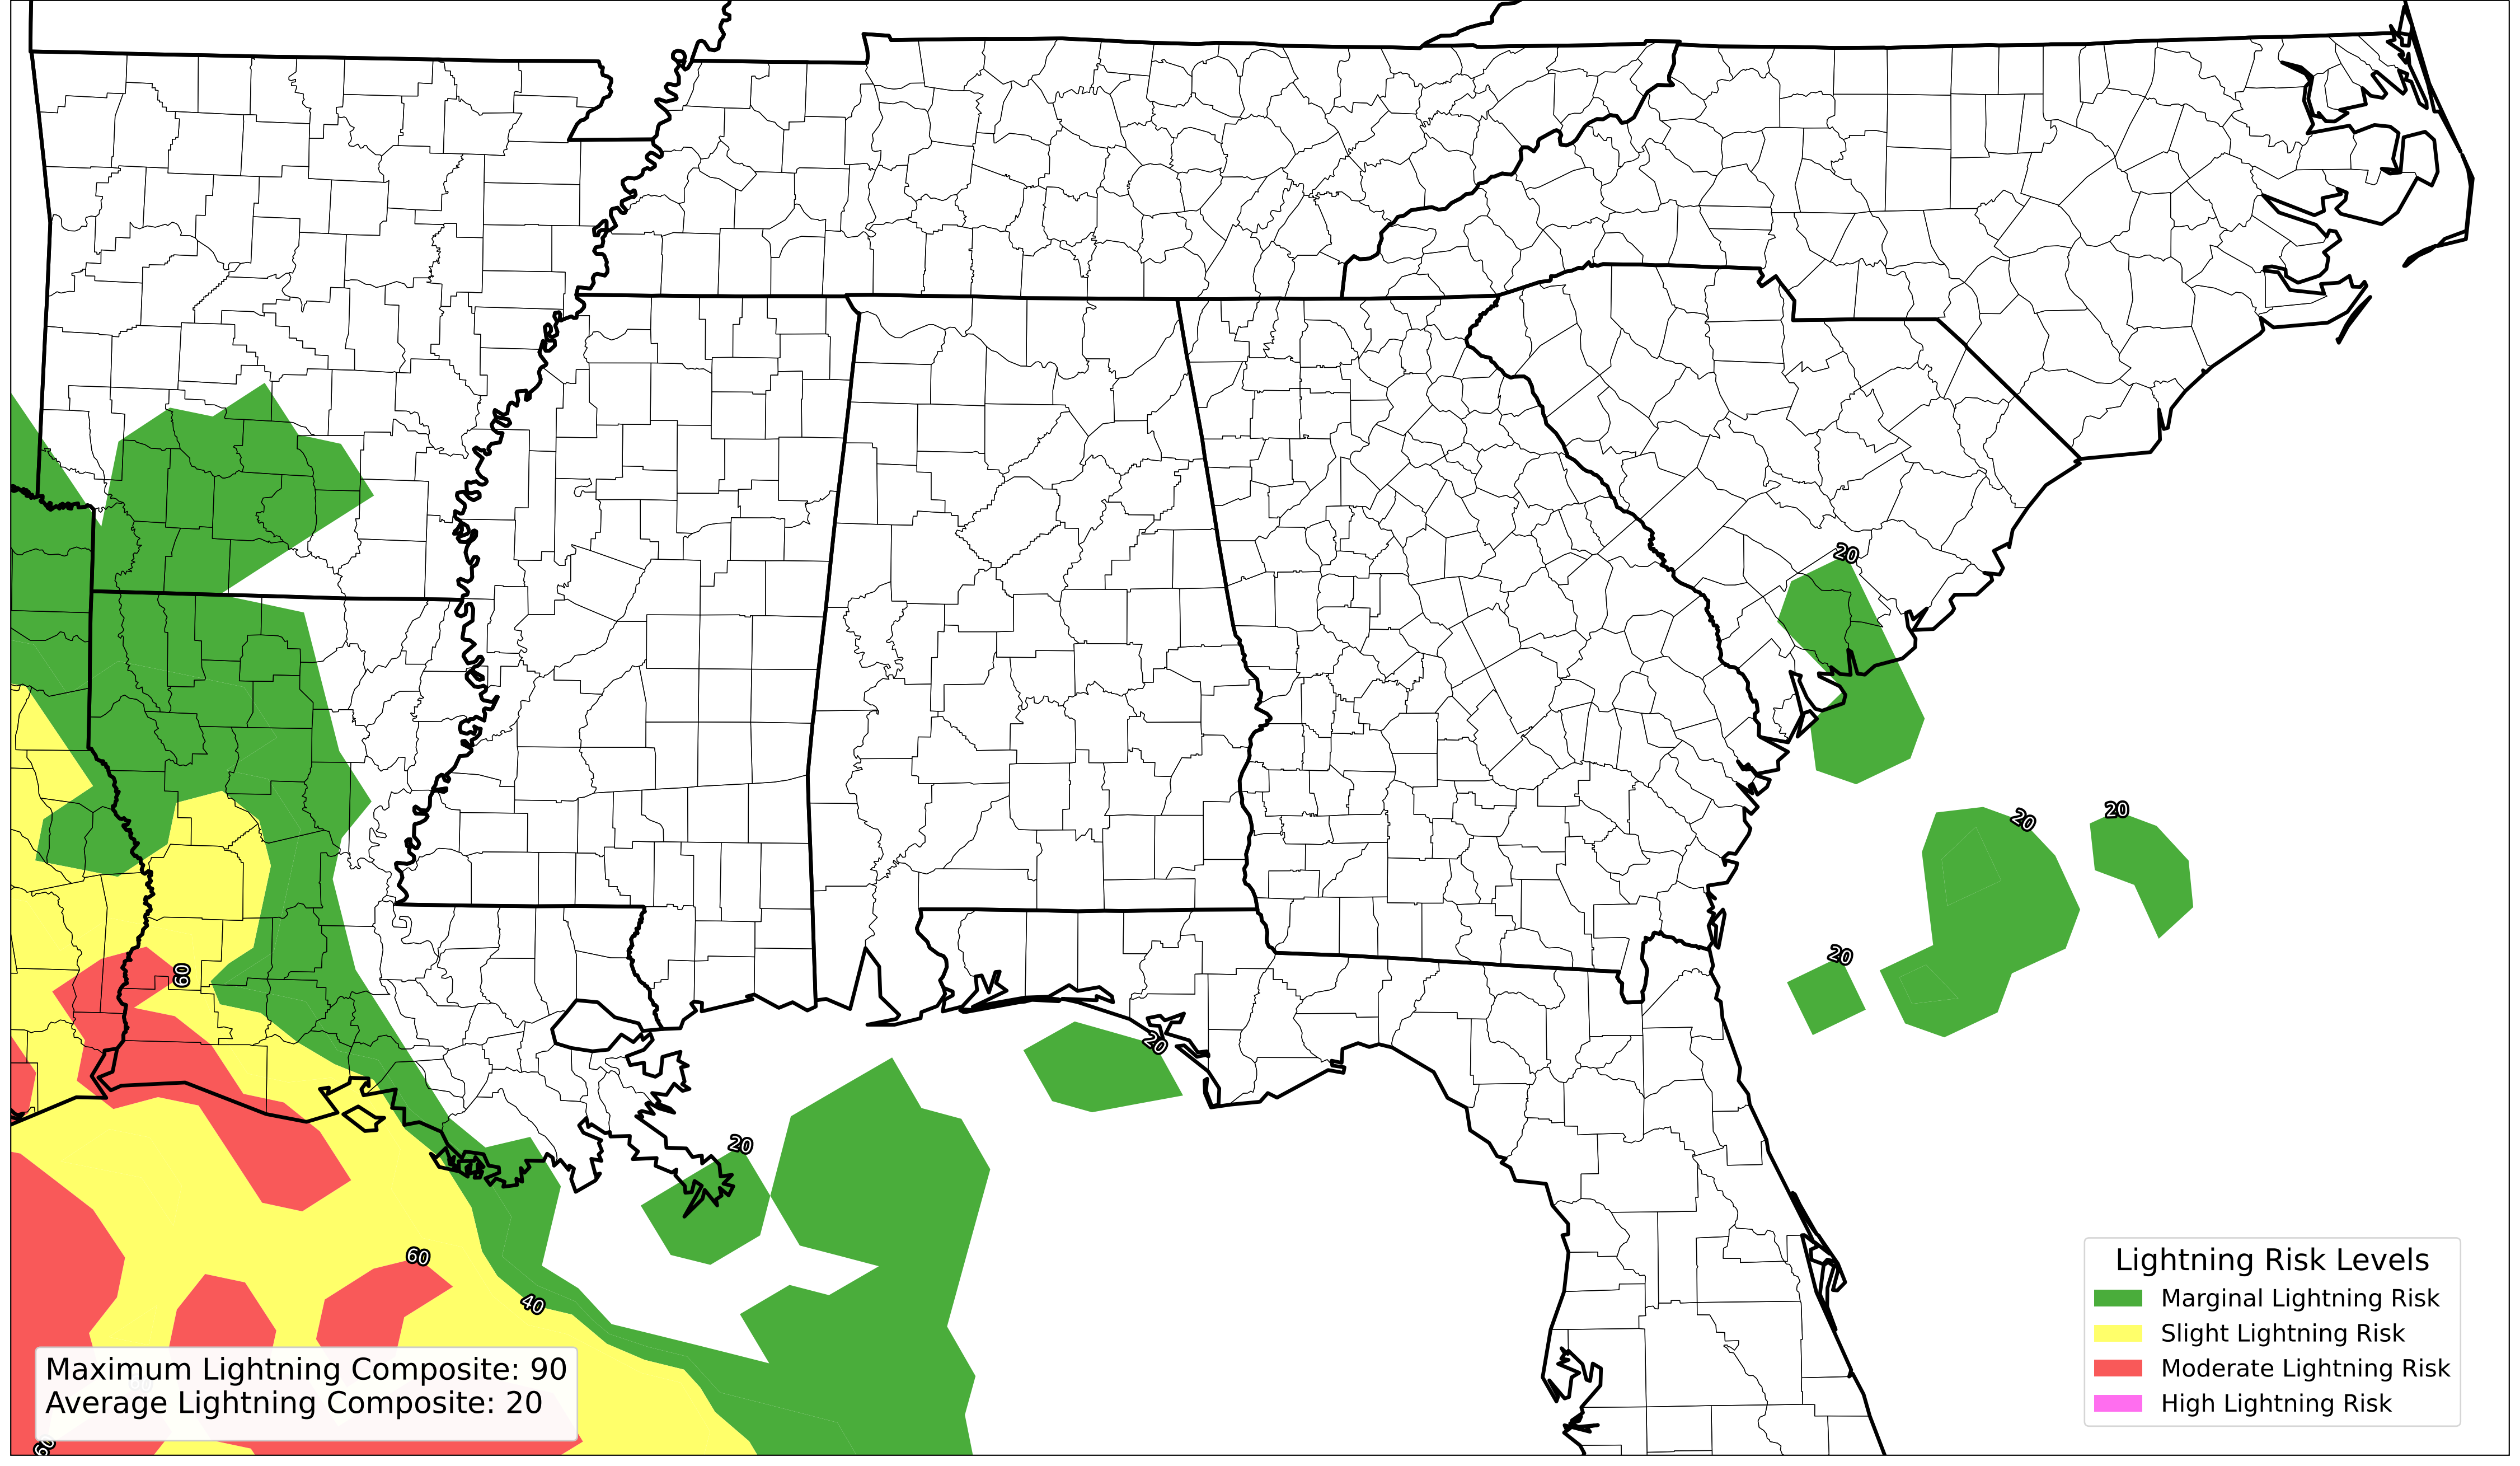 20
20
20
20
60
20
20
60
40
Lightning Risk Levels
Marginal Lightning Risk
Slight Lightning Risk
Moderate Lightning Risk
High Lightning Risk
Maximum Lightning Composite: 90
Average Lightning Composite: 20
60